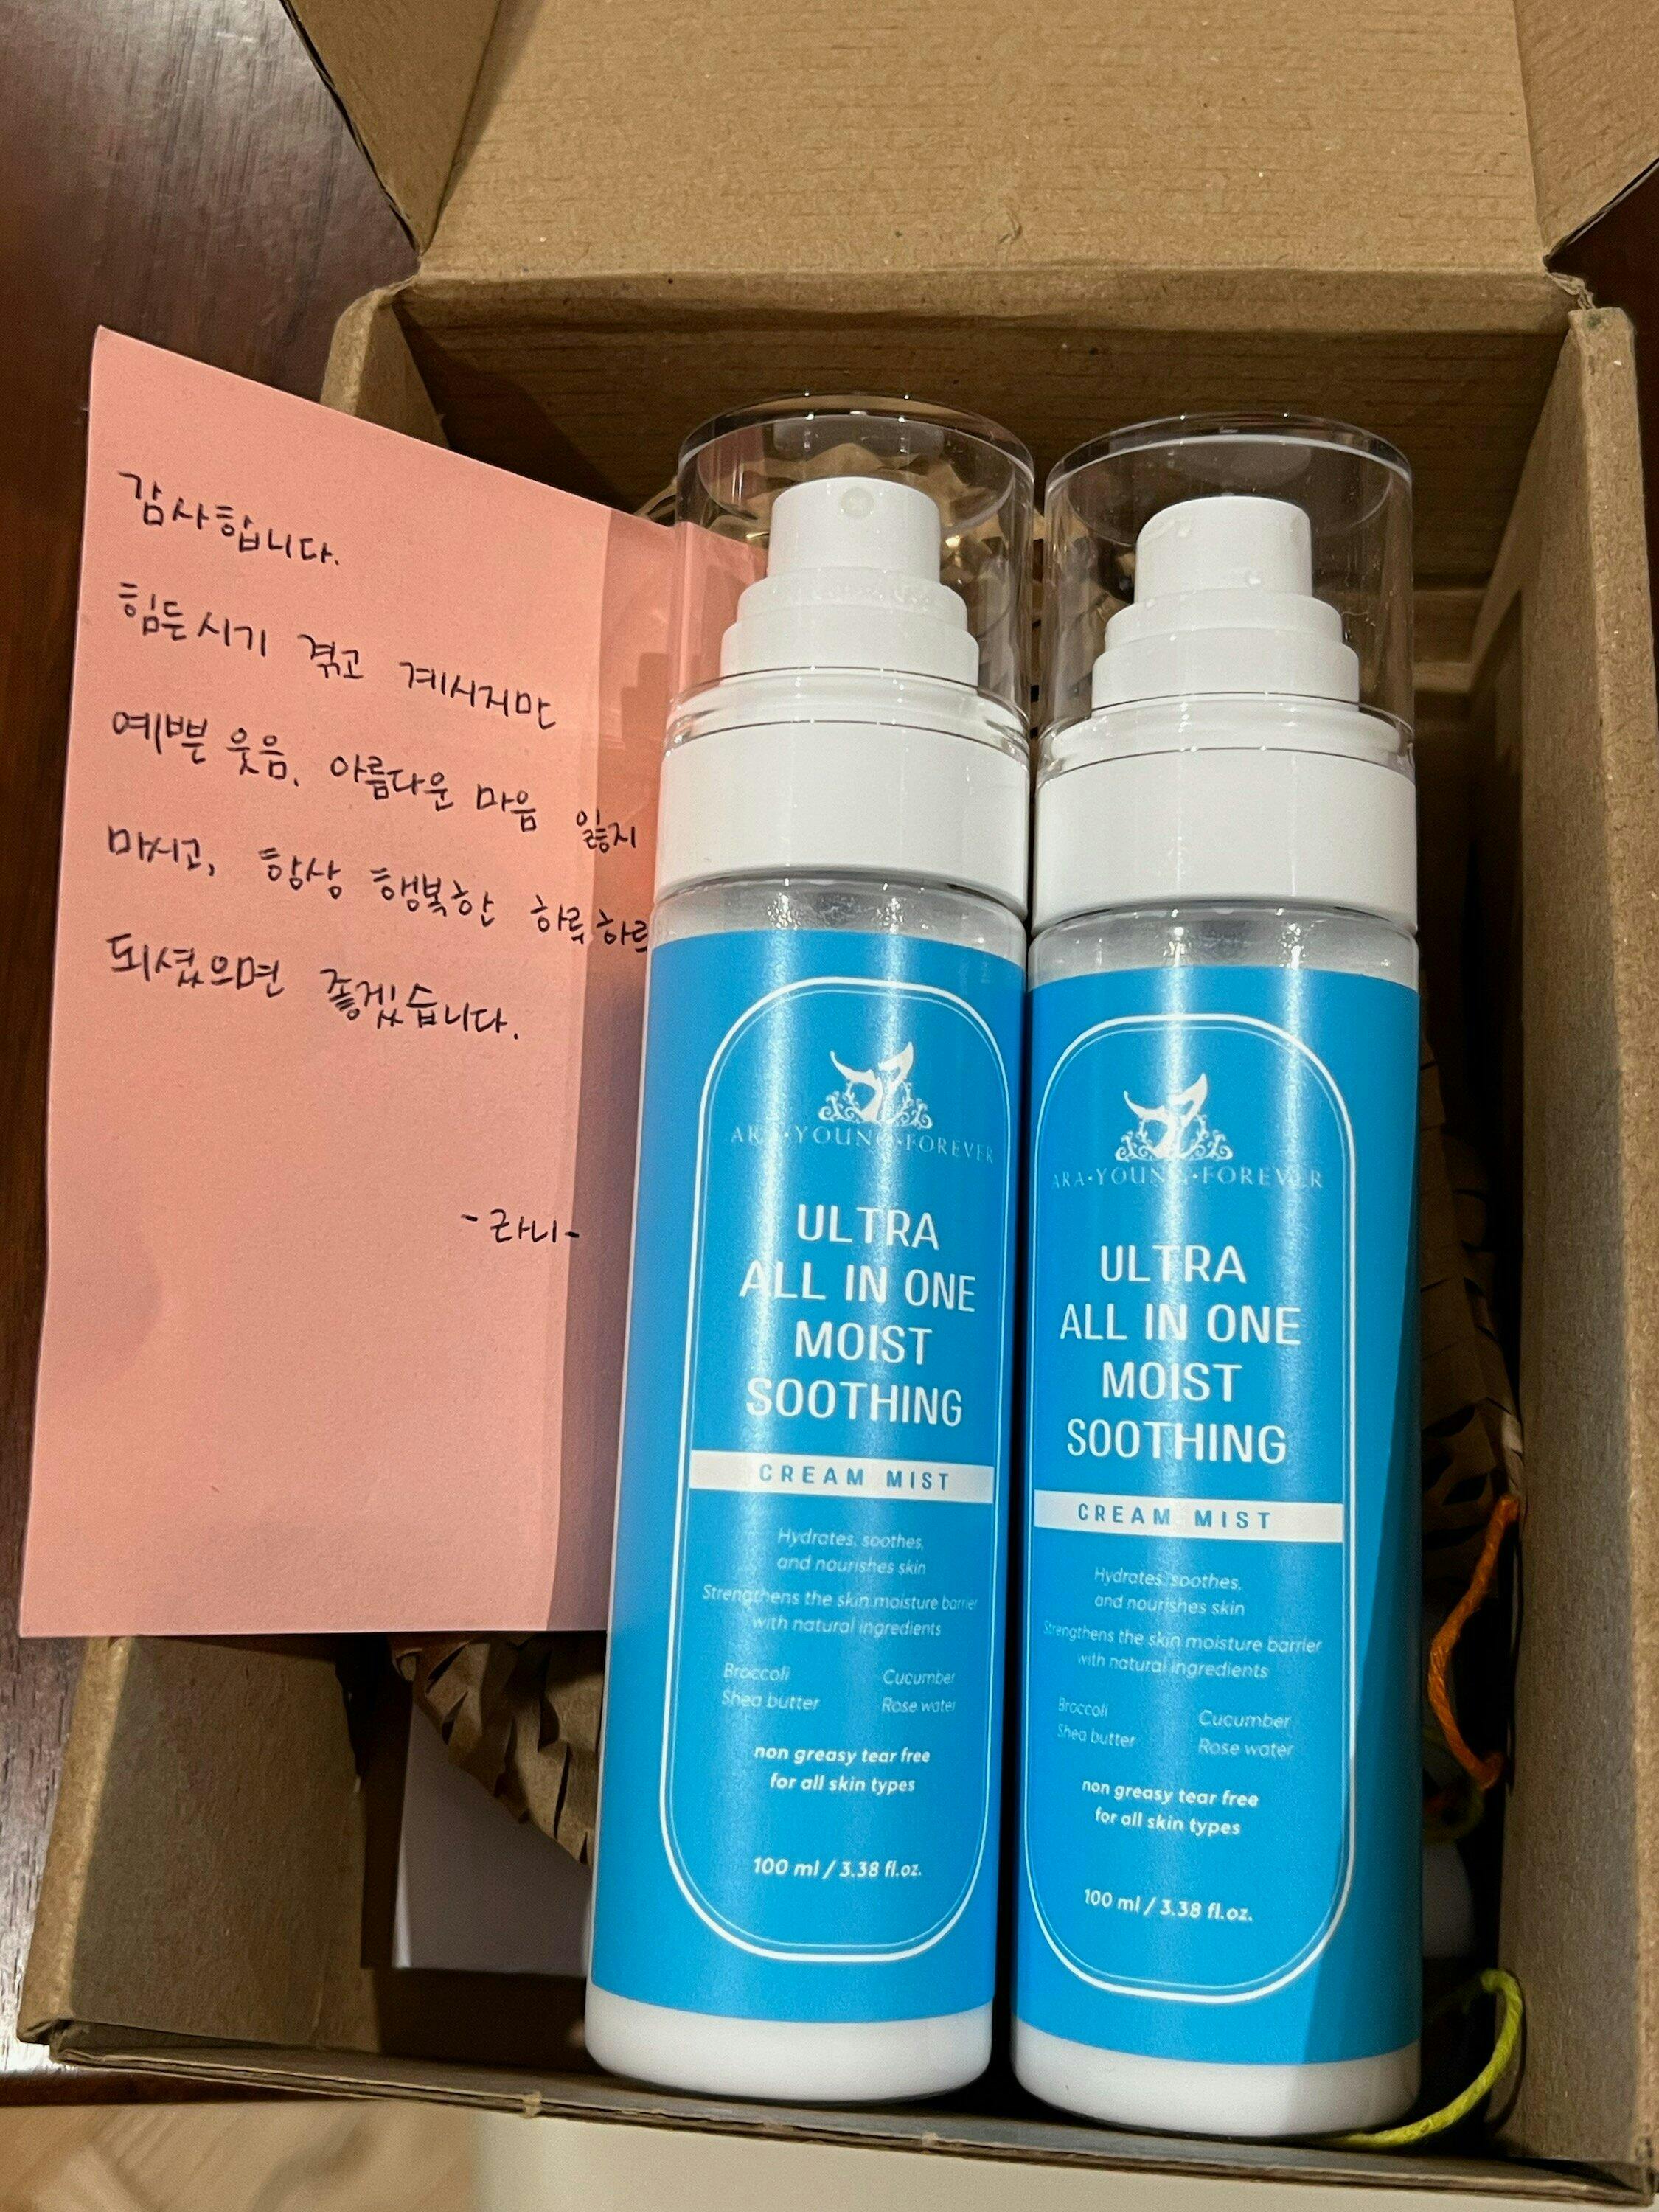 감사합니다.
힘든시기 겪고 계시지만
예쁜 웃음, 아름다운 마음 잃지
마시고, 항상 행복한 하루하루
되셨으면 좋겠습니다.
-라니-
ARA·YOUNG·FOREVER
ULTRA
ALL IN ONE
MOIST
SOOTHING
CREAM MIST
Hydrates, soothes,
and nourishes skin
Strengthens the skin moisture barrier
with natural ingredients
Broccoli Cucumber
Shea butter Rose water
non greasy tear free
for all skin types
100 ml / 3.38 fl.oz.
ARA·YOUNG·FOREVER
ULTRA
ALL IN ONE
MOIST
SOOTHING
CREAM MIST
Hydrates, soothes,
and nourishes skin
Strengthens the skin moisture barrier
with natural ingredients
Broccoli Cucumber
Shea butter Rose water
non greasy tear free
for all skin types
100 ml / 3.38 fl.oz.